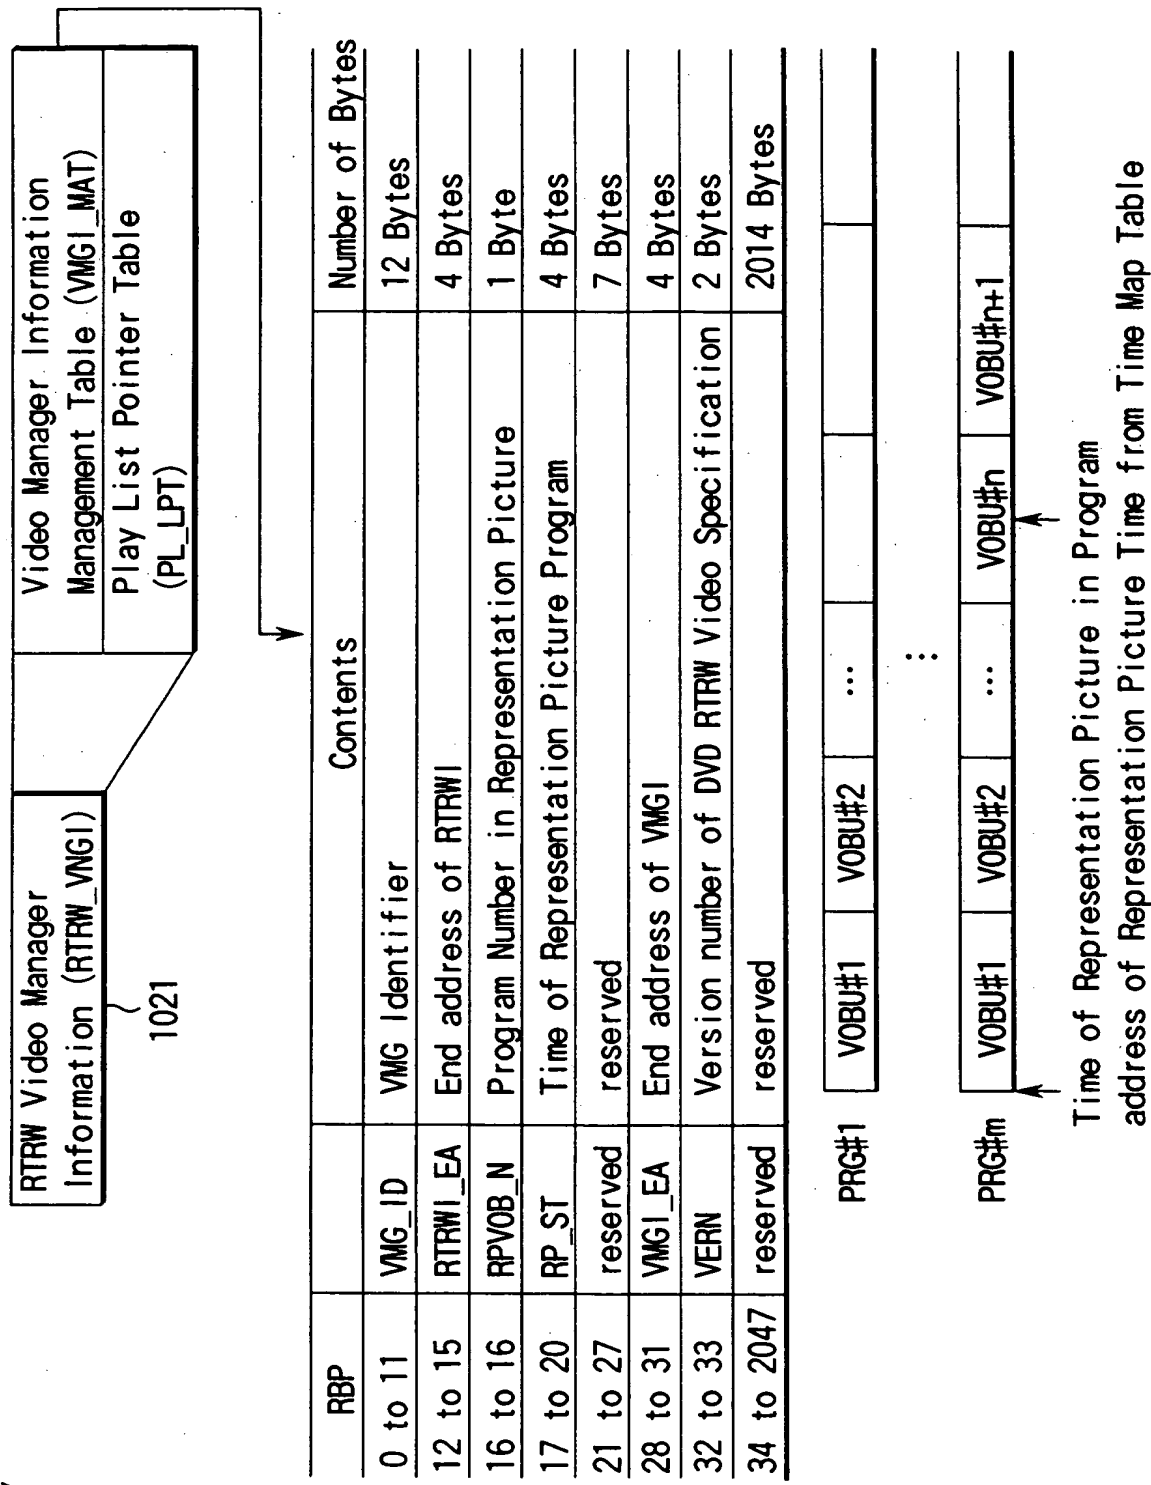 RTRW Video Manager
Information (RTRW_VNGI)
1021
Video Manager Information
Management Table (VMGI_MAT)
Play List Pointer Table
(PL_LPT)
RBP Contents Number of Bytes
0 to 11 VMG_ID VMG Identifier 12 Bytes
12 to 15 RTRWI_EA End address of RTRWI 4 Bytes
16 to 16 RPVOB_N Program Number in Representation Picture 1 Byte
17 to 20 RP_ST Time of Representation Picture Program 4 Bytes
21 to 27 reserved reserved 7 Bytes
28 to 31 VMGI_EA End address of VMGI 4 Bytes
32 to 33 VERN Version number of DVD RTRW Video Specification 2 Bytes
34 to 2047 reserved reserved 2014 Bytes
PRG#1 VOBU#1 VOBU#2 ...
⋮
PRG#m VOBU#1 VOBU#2 ... VOBU#n VOBU#n+1
Time of Representation Picture in Program
address of Representation Picture Time from Time Map Table